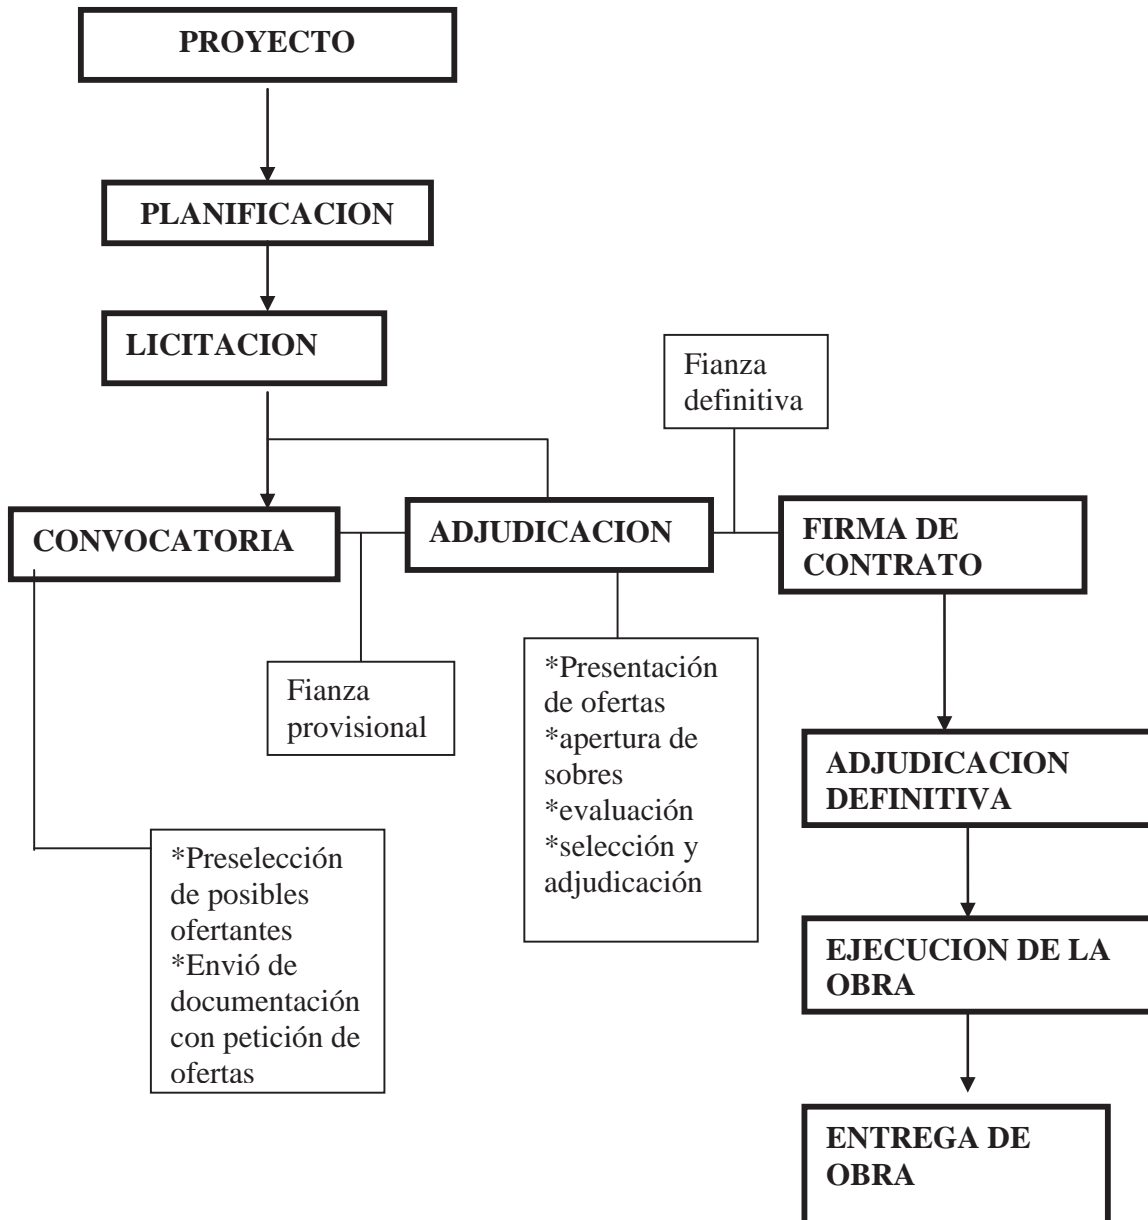 PROYECTO
PLANIFICACION
LICITACION
Fianza
definitiva
CONVOCATORIA
ADJUDICACION
FIRMA DE
CONTRATO
Fianza
provisional
*Presentación
de ofertas
*apertura de
sobres
*evaluación
*selección y
adjudicación
ADJUDICACION
DEFINITIVA
*Preselección
de posibles
ofertantes
*Envió de
documentación
con petición de
ofertas
EJECUCION DE LA
OBRA
ENTREGA DE
OBRA